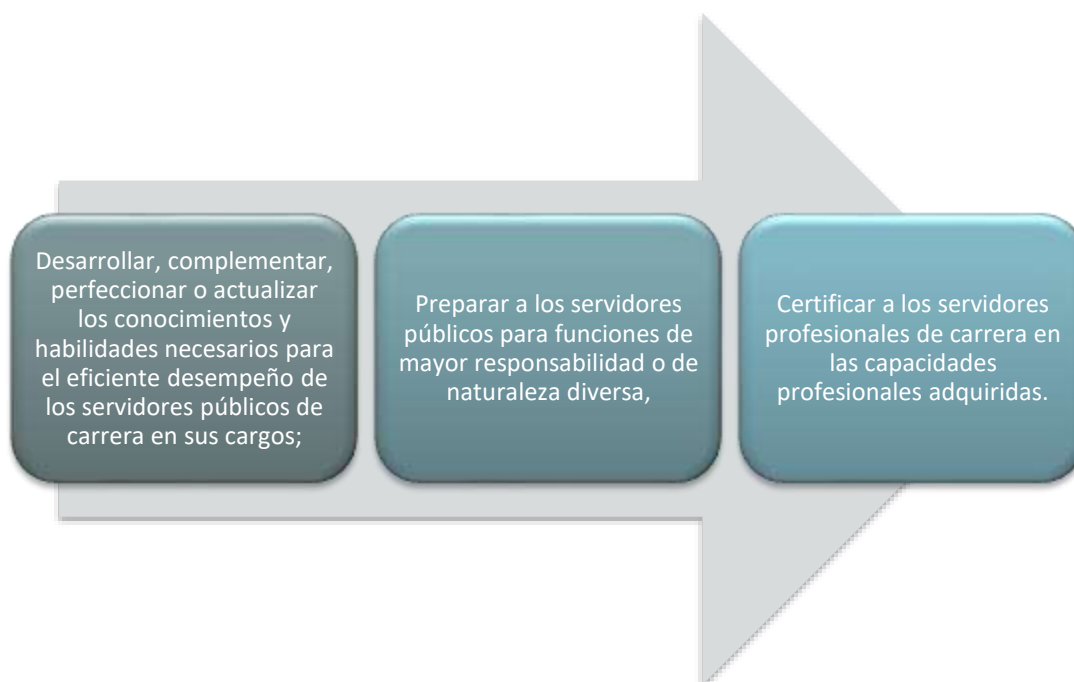 Desarrollar, complementar,
perfeccionar o actualizar
los conocimientos y
habilidades necesarios para
el eficiente desempeño de
los servidores públicos de
carrera en sus cargos;
Preparar a los servidores
públicos para funciones de
mayor responsabilidad o de
naturaleza diversa,
Certificar a los servidores
profesionales de carrera en
las capacidades
profesionales adquiridas.